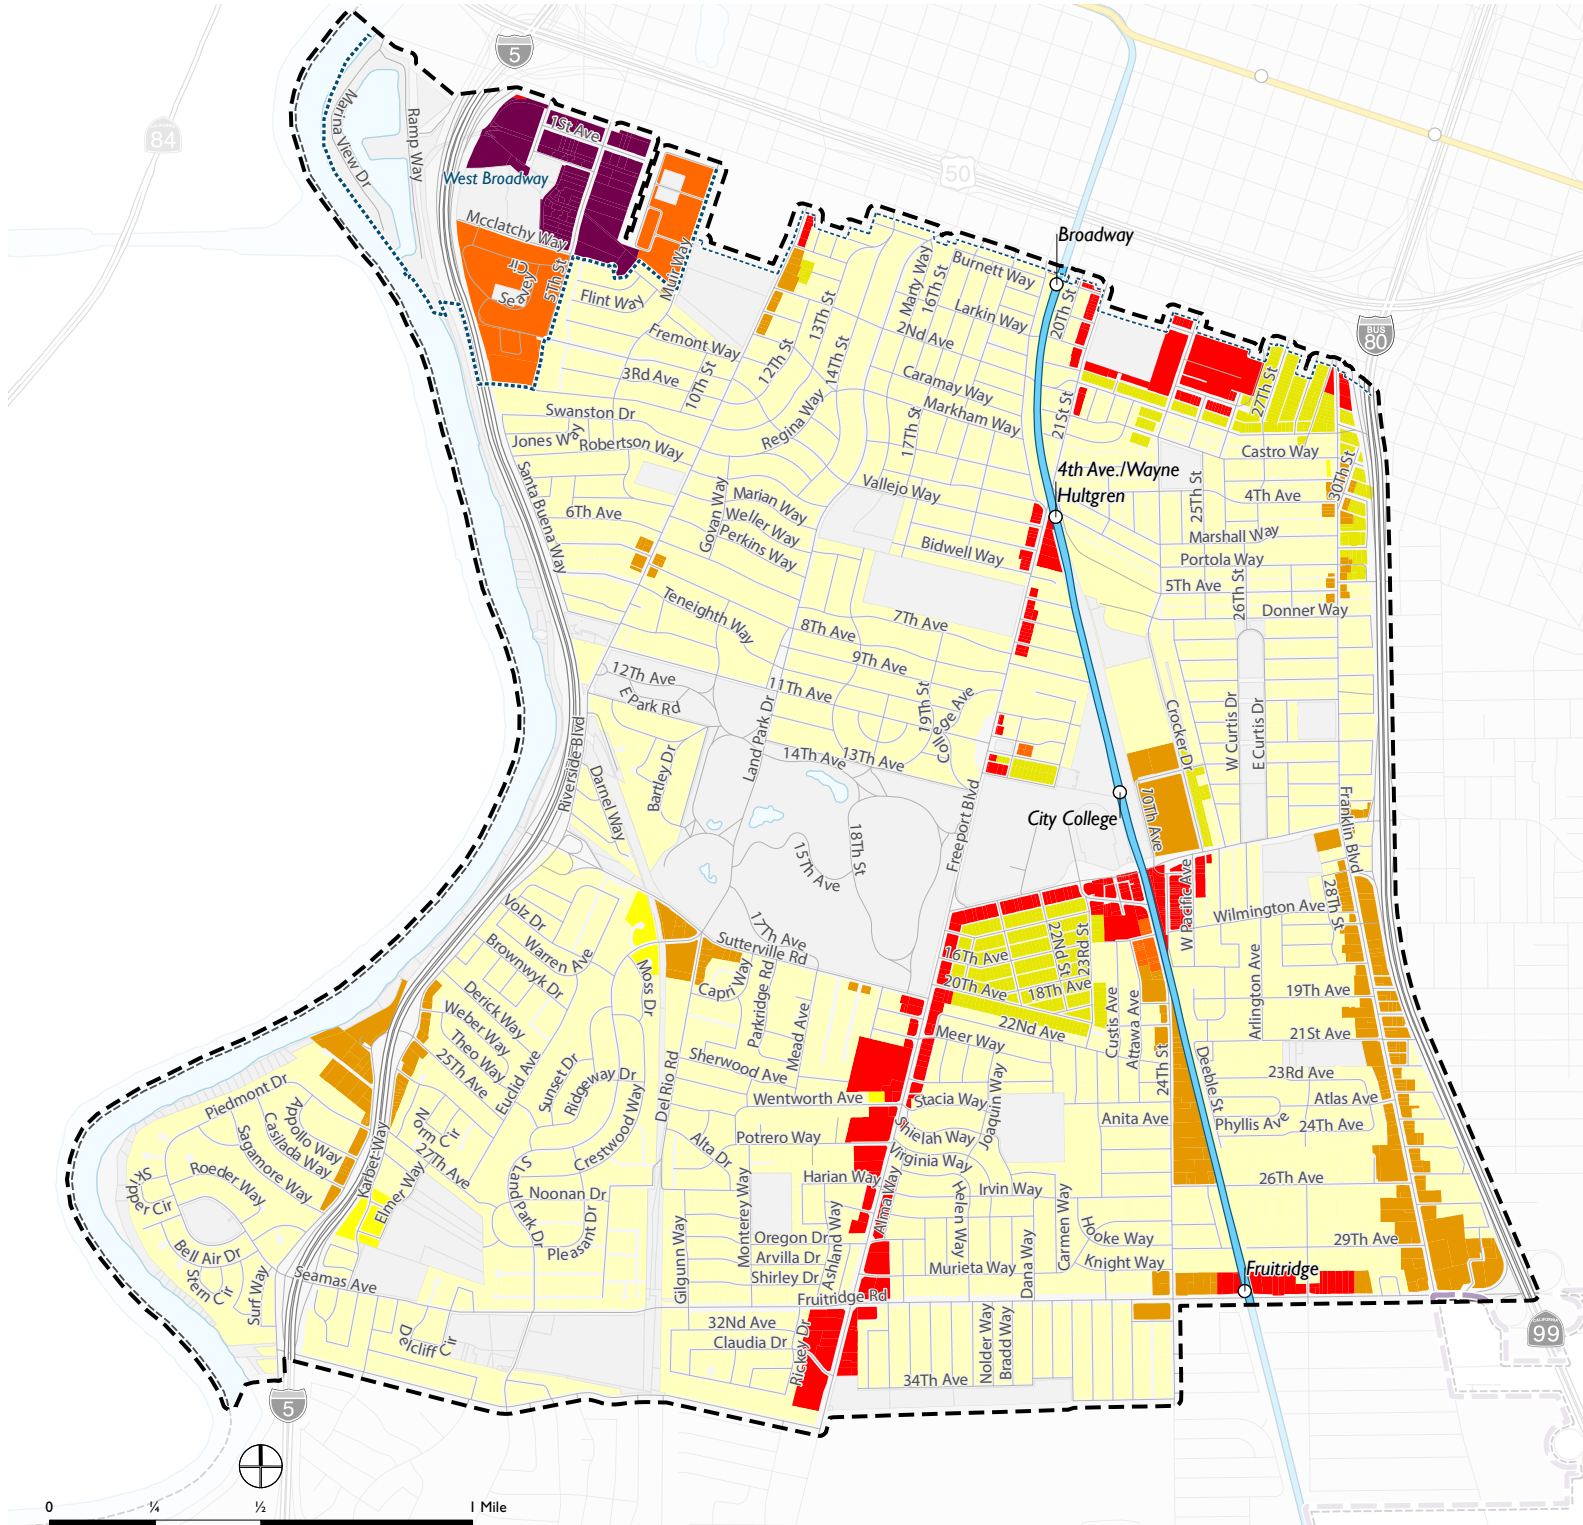 5
84
50
BUS
80
CALIFORNIA
99
5
Marina View Dr
Ramp Way
1St Ave
West Broadway
Mcclatchy Way
5Th St
Muir Way
Flint Way
Fremont Way
3Rd Ave
10Th St
12Th St
13Th St
14Th St
Marty Way
16Th St
Burnett Way
Larkin Way
2Nd Ave
Caramay Way
Markham Way
17Th St
Broadway
20Th St
21St St
27Th St
Castro Way
30Th St
4Th Ave
25Th St
Marshall Way
Portola Way
5Th Ave
26Th St
Donner Way
4th Ave./Wayne
Hultgren
Swanston Dr
Jones Way
Robertson Way
Regina Way
Santa Buena Way
6Th Ave
Govan Way
Marian Way
Weller Way
Perkins Way
Vallejo Way
Bidwell Way
Teneighth Way
7Th Ave
8Th Ave
9Th Ave
11Th Ave
12Th Ave
E Park Rd
19Th St
College Ave
13Th Ave
14Th Ave
Land Park Dr
Riverside Blvd
Darnel Way
Bartley Dr
15Th Ave
18Th St
Freeport Blvd
City College
10Th Ave
Crocker Dr
W Curtis Dr
E Curtis Dr
Franklin Blvd
W Pacific Ave
Wilmington Ave
28Th St
Volz Dr
Warren Ave
Brownwyk Dr
Moss Dr
17Th Ave
Sutterville Rd
Capri Way
Parkridge Rd
Mead Ave
16Th Ave
20Th Ave
22Nd St
23Rd St
18Th Ave
22Nd Ave
Custis Ave
Attawa Ave
24Th St
Arlington Ave
19Th Ave
21St Ave
Derick Way
Weber Way
Theo Way
25Th Ave
Euclid Ave
Sunset Dr
Ridgeway Dr
Crestwood Way
Del Rio Rd
Sherwood Ave
Wentworth Ave
Meer Way
Stacia Way
Joaquin Way
Shielah Way
Virginia Way
Anita Ave
Deeble St
23Rd Ave
Atlas Ave
Phyllis Ave
24Th Ave
26Th Ave
29Th Ave
Piedmont Dr
Apollo Way
Casilada Way
Sagamore Way
Roeder Way
Skipper Cir
Bell Air Dr
Stern Cir
Surf Way
Karbet Way
Elmer Way
Norm Cir
27Th Ave
S Land Park Dr
Noonan Dr
Pleasant Dr
Alta Dr
Potrero Way
Harian Way
Monterey Way
Gilgunn Way
Oregon Dr
Arvilla Dr
Shirley Dr
Ashland Way
Alma Way
Helen Way
Irvin Way
Dana Way
Carmen Way
Hooke Way
Knight Way
Murieta Way
Fruitridge
Seamas Ave
Delcliff Cir
Fruitridge Rd
32Nd Ave
Claudia Dr
Rickey Dr
34Th Ave
Nolder Way
Bradd Way
0
¼
½
1 Mile